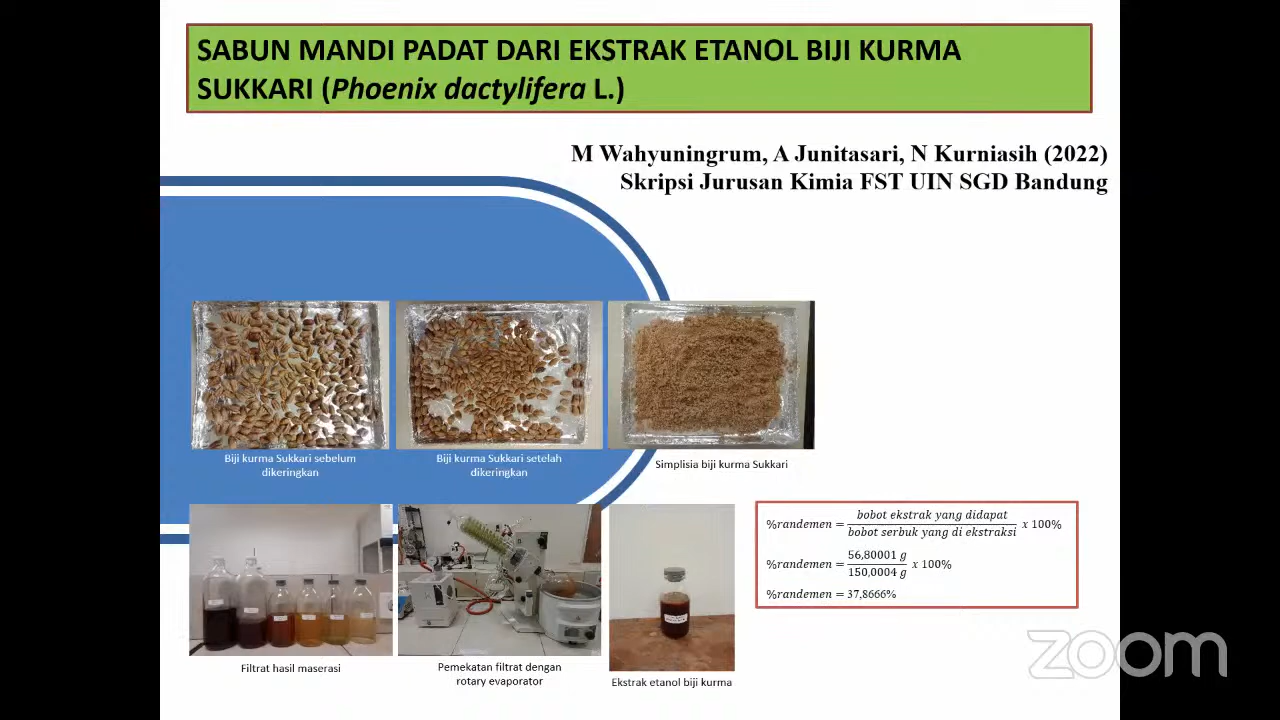 SABUN MANDI PADAT DARI EKSTRAK ETANOL BIJI KURMA
SUKKARI (Phoenix dactylifera L.)
M Wahyuningrum, A Junitasari, N Kurniasih (2022)
Skripsi Jurusan Kimia FST UIN SGD Bandung
Biji kurma Sukkari sebelum
dikeringkan
Biji kurma Sukkari setelah
dikeringkan
Simplisia biji kurma Sukkari
Filtrat hasil maserasi
Pemekatan filtrat dengan
rotary evaporator
Ekstrak etanol biji kurma
%randemen = bobot ekstrak yang didapat / bobot serbuk yang di ekstraksi x 100%
%randemen = 56,80001 g / 150,0004 g x 100%
%randemen = 37,8666%
zoom